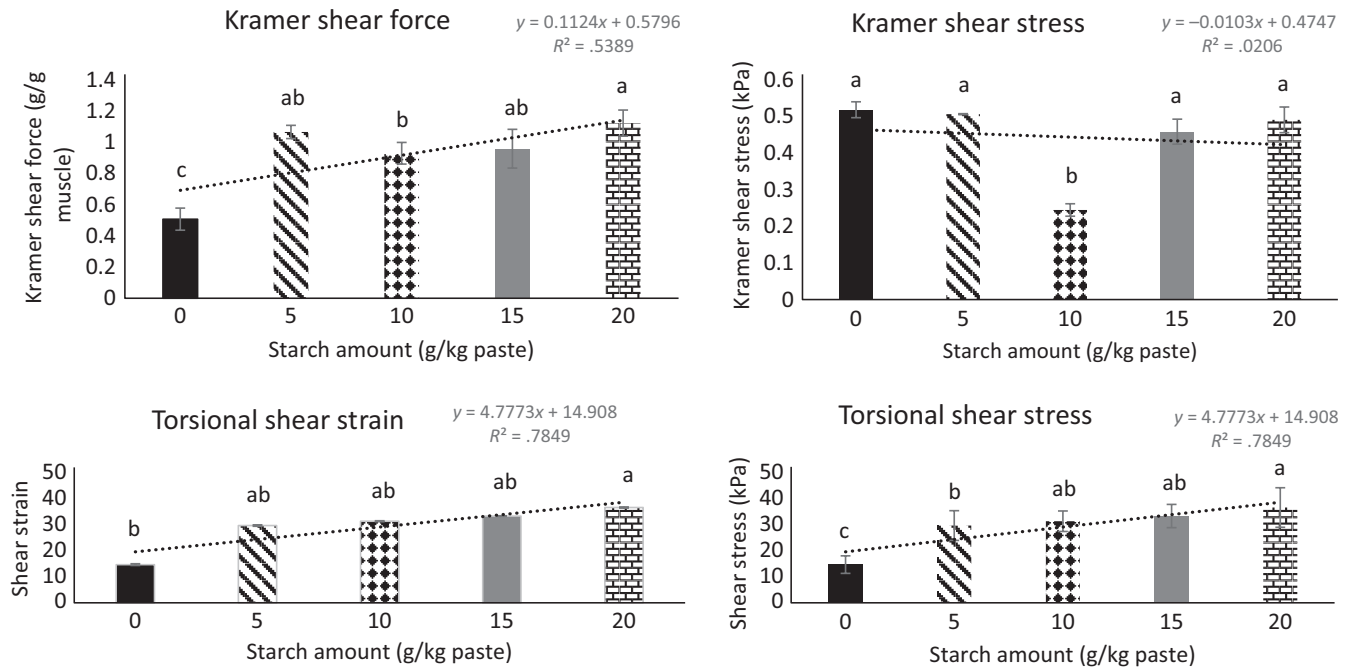 Kramer shear force
y = 0.1124x + 0.5796
R² = .5389
Kramer shear force (g/g
muscle)
1.4
1.2
1
0.8
0.6
0.4
0.2
0
c
ab
b
ab
a
0 5 10 15 20
Starch amount (g/kg paste)
Kramer shear stress
y = –0.0103x + 0.4747
R² = .0206
Kramer shear stress (kPa)
0.6
0.5
0.4
0.3
0.2
0.1
0
a
a
b
a
a
0 5 10 15 20
Starch amount (g/kg paste)
Torsional shear strain
y = 4.7773x + 14.908
R² = .7849
Shear strain
50
40
30
20
10
0
b
ab
ab
ab
a
0 5 10 15 20
Starch amount (g/kg paste)
Torsional shear stress
y = 4.7773x + 14.908
R² = .7849
Shear stress (kPa)
50
40
30
20
10
0
c
b
ab
ab
a
0 5 10 15 20
Starch amount (g/kg paste)